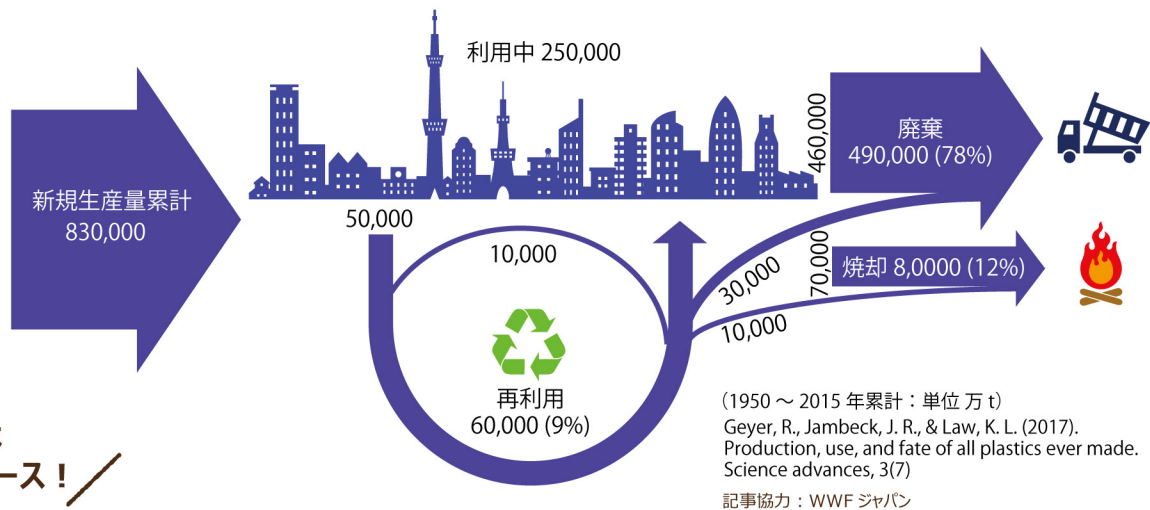 利用中 250,000
新規生産量累計
830,000
460,000
廃棄
490,000 (78%)
50,000
10,000
30,000
70,000
焼却 8,0000 (12%)
10,000
再利用
60,000 (9%)
(1950 ～ 2015 年累計：単位 万 t)
Geyer, R., Jambeck, J. R., & Law, K. L. (2017).
Production, use, and fate of all plastics ever made.
Science advances, 3(7)
記事協力：WWF ジャパン
ース！